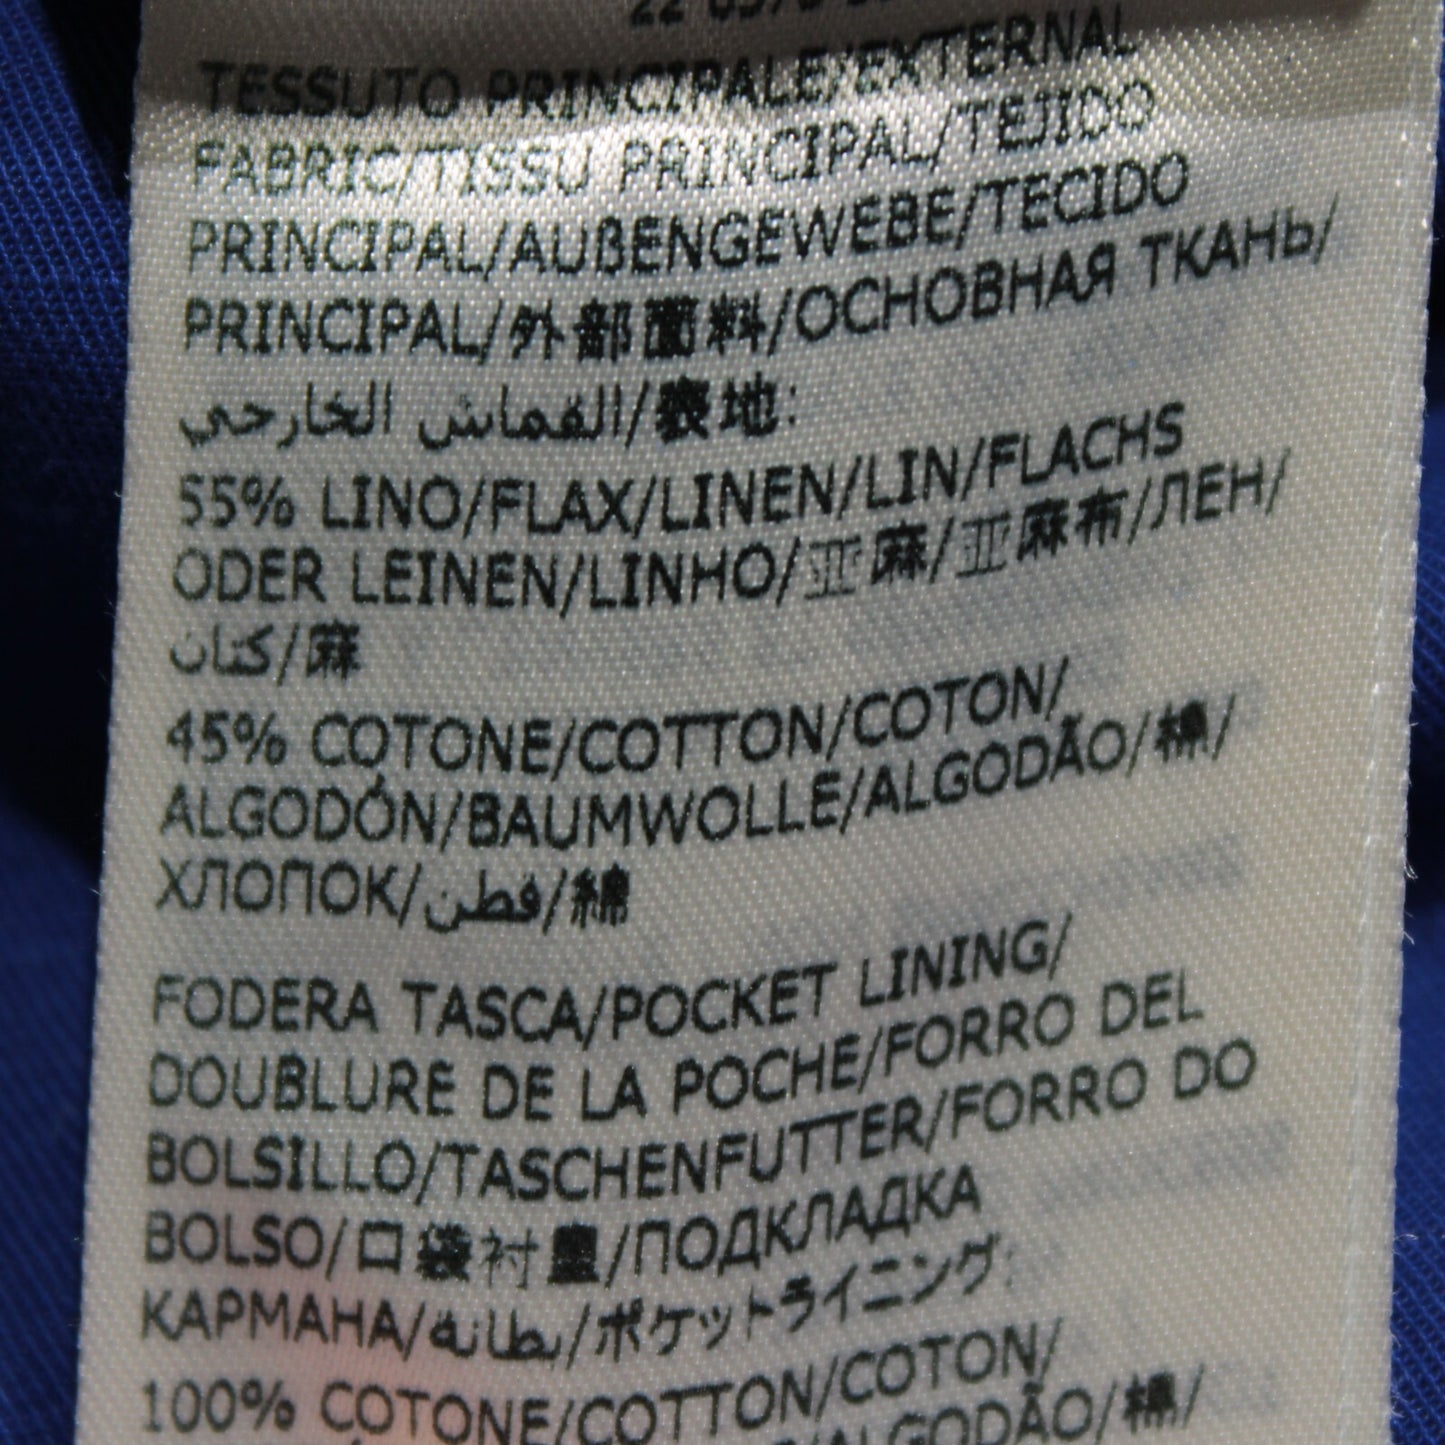 TESSUTO PRINCIPALE/EXTERNAL
FABRIC/TISSU PRINCIPAL/TEJIDO
PRINCIPAL/AUßENGEWEBE/TECIDO
PRINCIPAL/外部面料/ОСНОВНАЯ ТКАНЬ/
القماش الخارجي/表地:
55% LINO/FLAX/LINEN/LIN/FLACHS
ODER LEINEN/LINHO/亚麻/亚麻布/ЛЕН/
كتان/麻
45% COTONE/COTTON/COTON/
ALGODÓN/BAUMWOLLE/ALGODÃO/棉/
ХЛОПОК/قطن/綿
FODERA TASCA/POCKET LINING/
DOUBLURE DE LA POCHE/FORRO DEL
BOLSILLO/TASCHENFUTTER/FORRO DO
BOLSO/口袋衬里/ПОДКЛАДКА
КАРМАНА/بطانة/ポケットライニング:
100% COTONE/COTTON/COTON/
/ALGODÃO/棉/